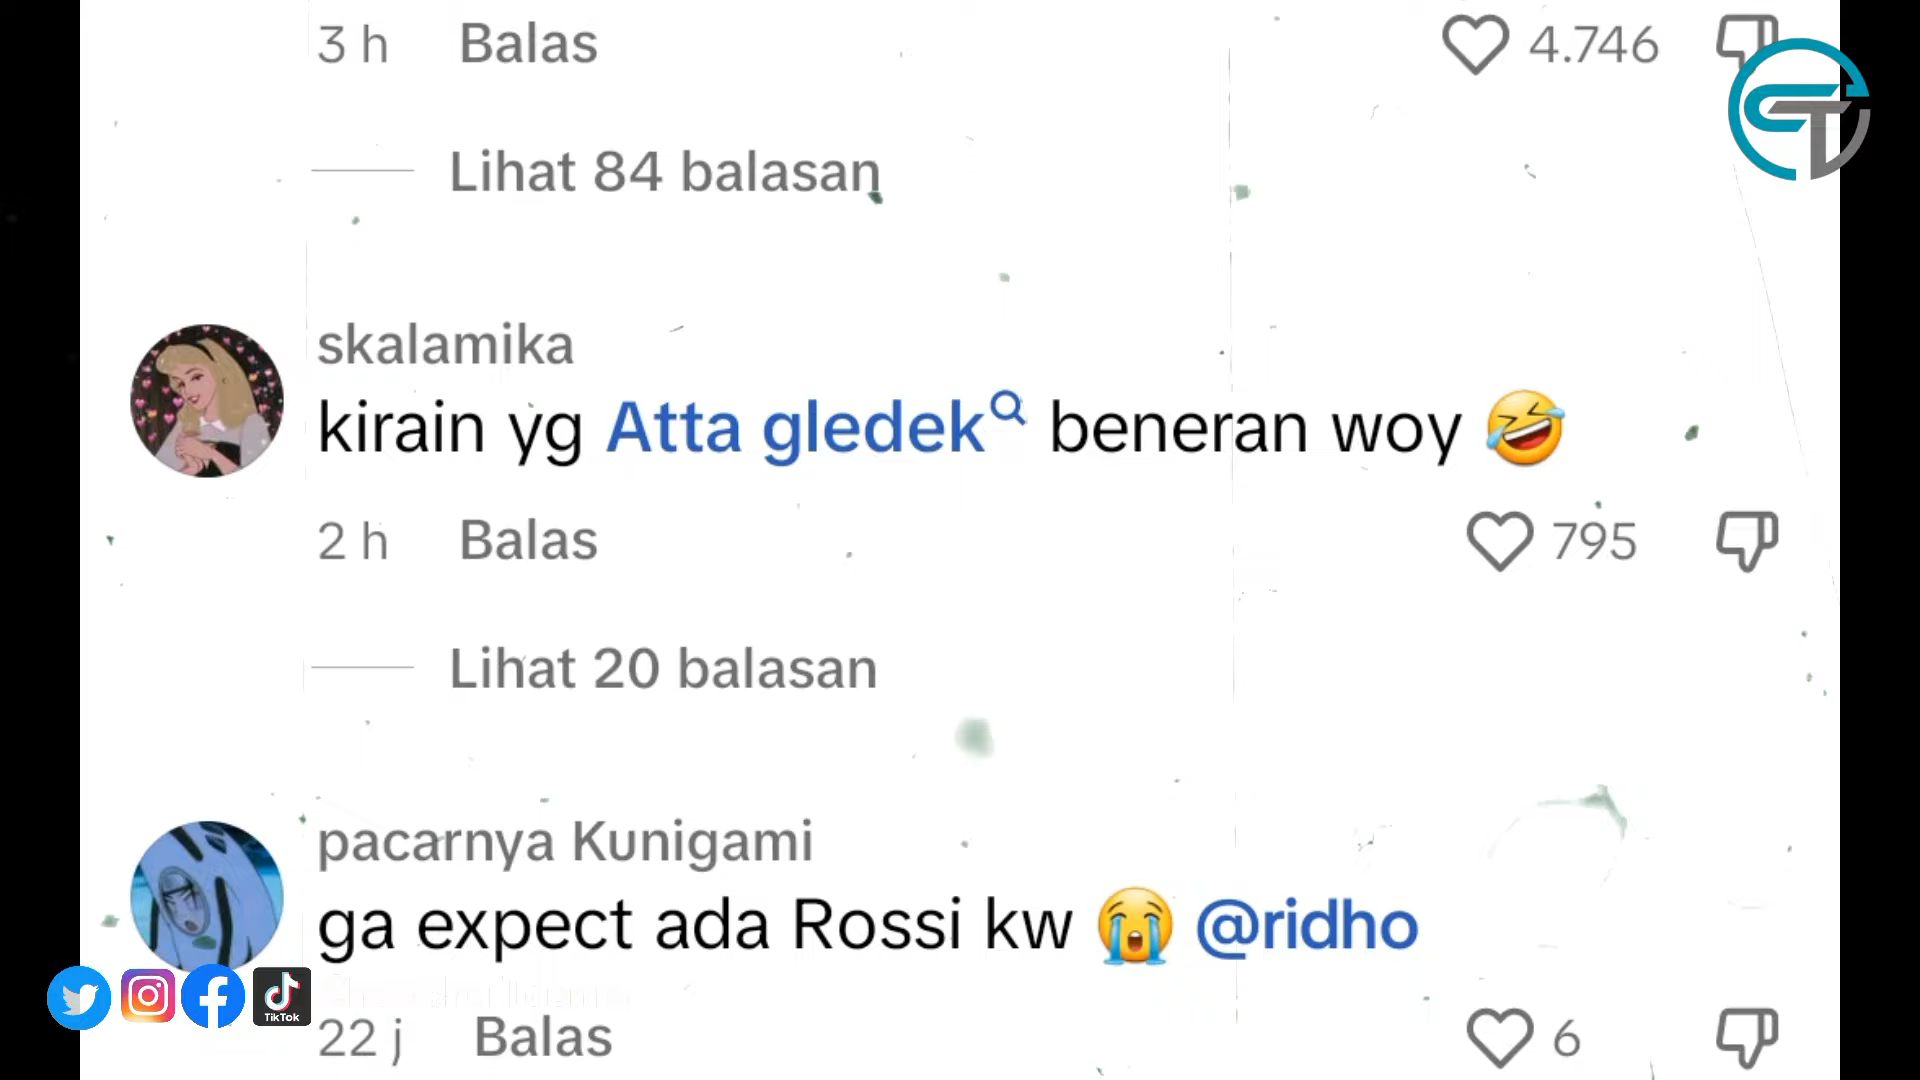 3 h Balas 4.746
Lihat 84 balasan
skalamika
kirain yg Atta gledek beneran woy 🤣
2 h Balas 795
Lihat 20 balasan
pacarnya Kunigami
ga expect ada Rossi kw 😭 @ridho
TikTok
22 j Balas 6